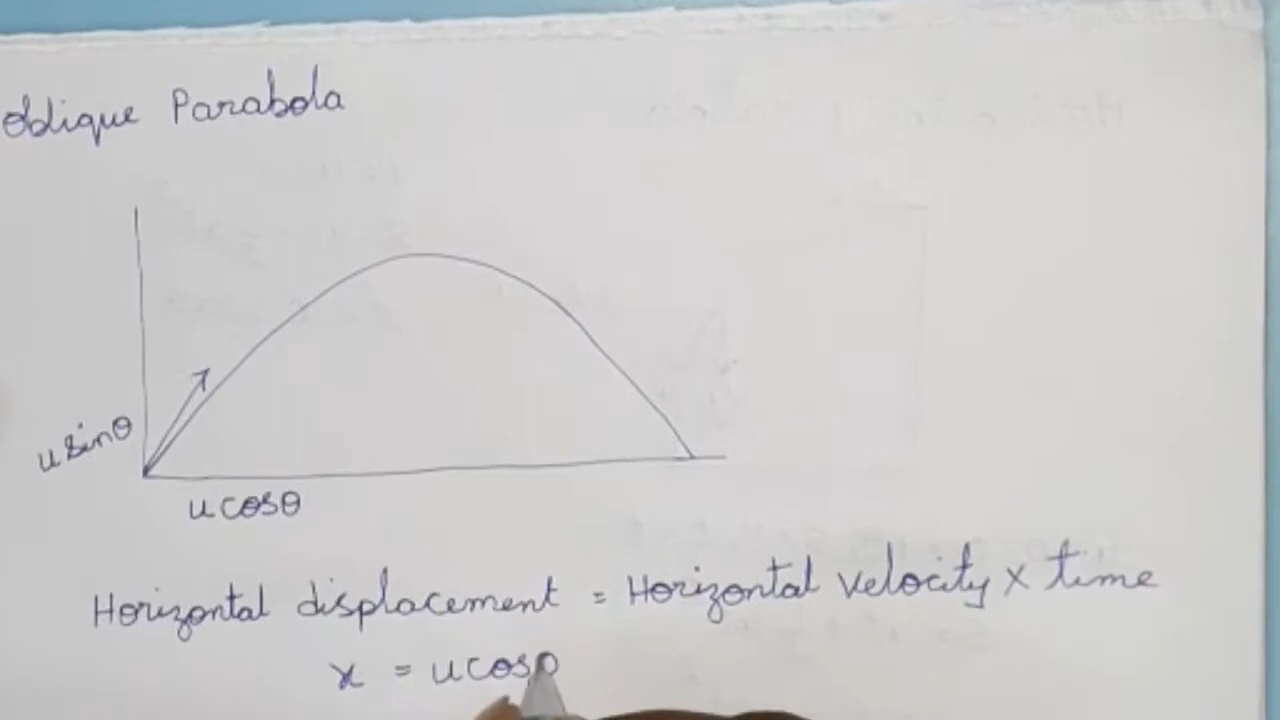 Oblique Parabola
u sinθ
u cosθ
Horizontal displacement = Horizontal velocity × time
x = u cosθ